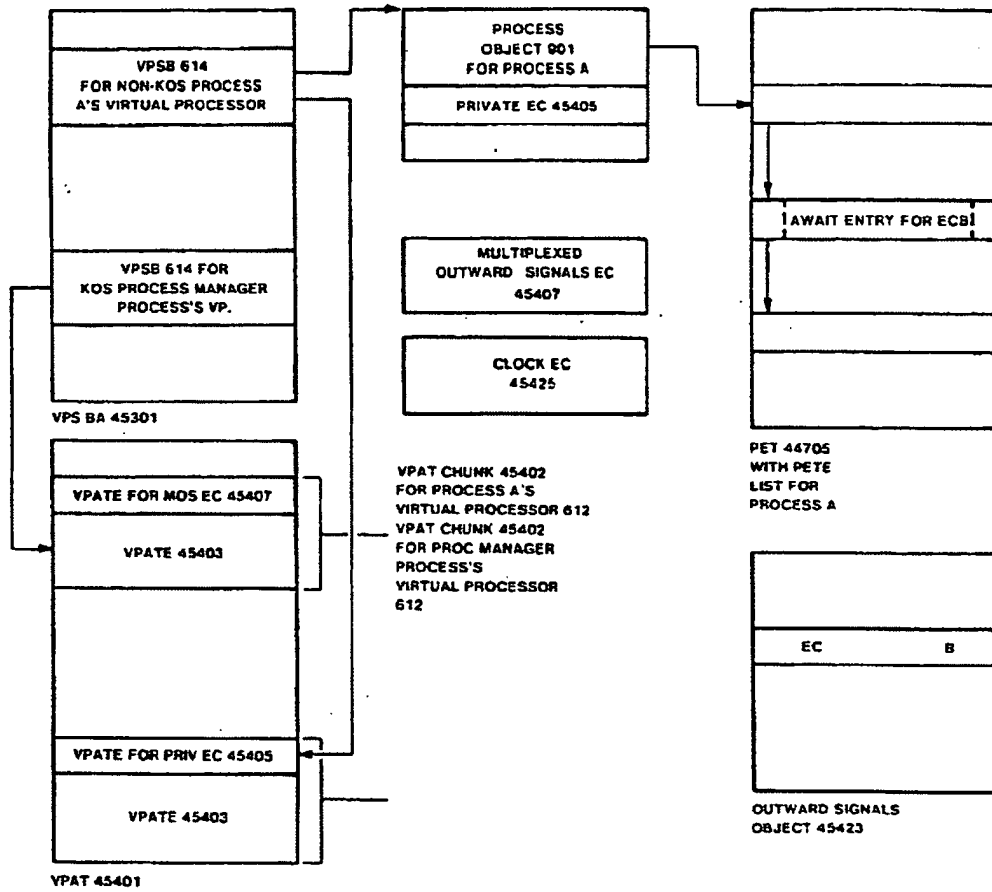 VPSB 614
FOR NON-KOS PROCESS
A'S VIRTUAL PROCESSOR
VPSB 614 FOR
KOS PROCESS MANAGER
PROCESS'S VP.
VPS BA 45301
VPATE FOR MOS EC 45407
VPATE 45403
VPATE FOR PRIV EC 45405
VPATE 45403
VPAT 45401
PROCESS
OBJECT 901
FOR PROCESS A
PRIVATE EC 45405
MULTIPLEXED
OUTWARD SIGNALS EC
45407
CLOCK EC
45425
VPAT CHUNK 45402
FOR PROCESS A'S
VIRTUAL PROCESSOR 612
VPAT CHUNK 45402
FOR PROC MANAGER
PROCESS'S
VIRTUAL PROCESSOR
612
AWAIT ENTRY FOR ECB
PET 44705
WITH PETE
LIST FOR
PROCESS A
EC B
OUTWARD SIGNALS
OBJECT 45423